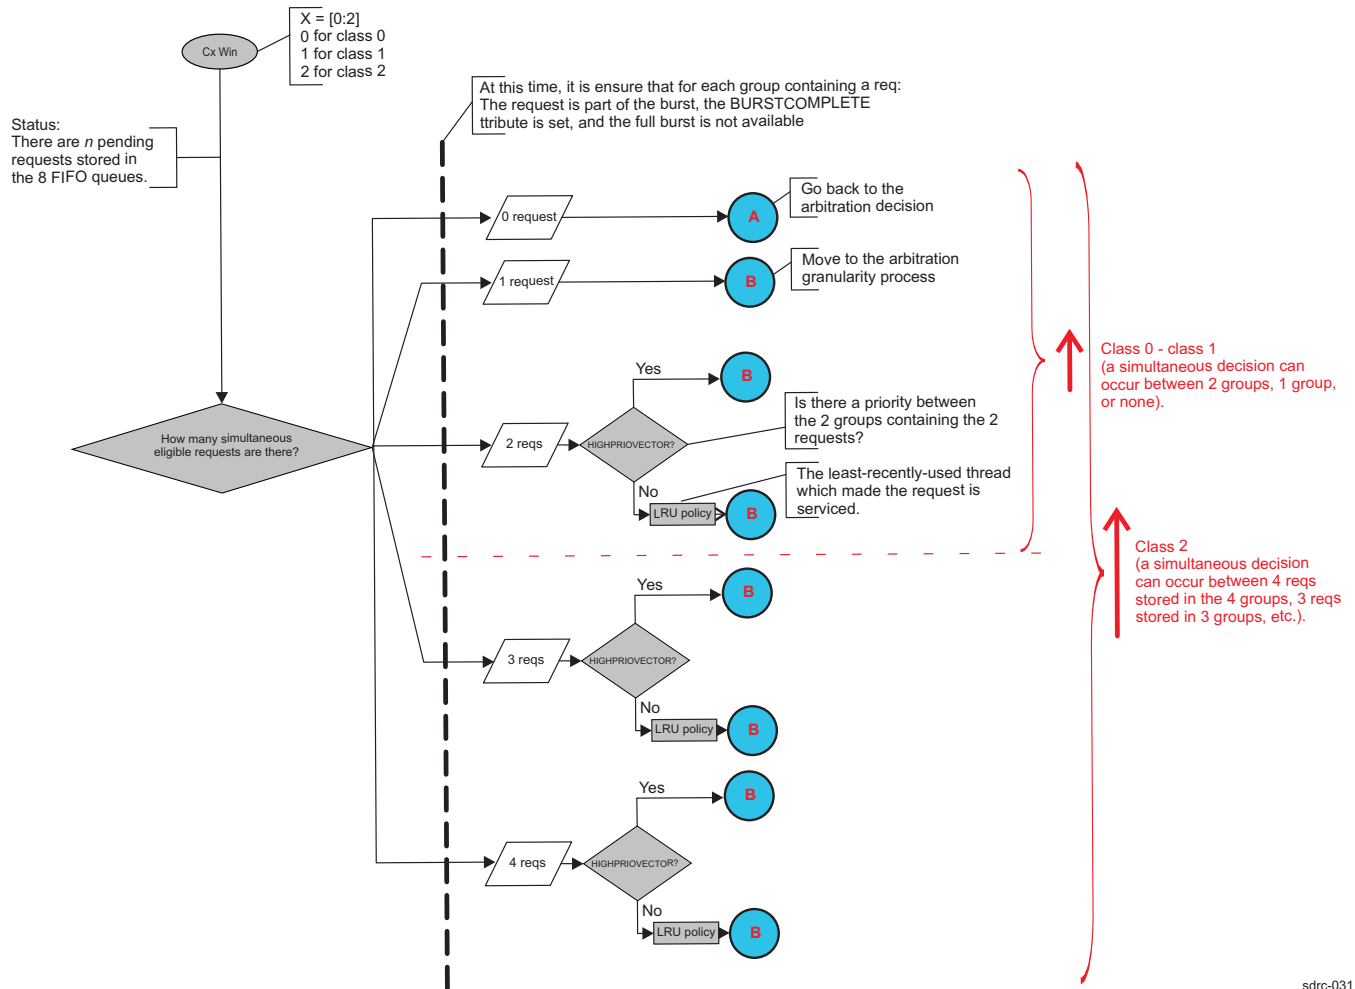 X = [0:2]
0 for class 0
1 for class 1
2 for class 2
Cx Win
At this time, it is ensure that for each group containing a req:
The request is part of the burst, the BURSTCOMPLETE
ttribute is set, and the full burst is not available
Status:
There are n pending
requests stored in
the 8 FIFO queues.
0 request
A
Go back to the
arbitration decision
1 request
B
Move to the arbitration
granularity process
Class 0 - class 1
(a simultaneous decision can
occur between 2 groups, 1 group,
or none).
Yes
B
How many simultaneous
eligible requests are there?
2 reqs
HIGHPRIOVECTOR?
Is there a priority between
the 2 groups containing the 2
requests?
No
LRU policy
B
The least-recently-used thread
which made the request is
serviced.
Class 2
(a simultaneous decision
can occur between 4 reqs
stored in the 4 groups, 3 reqs
stored in 3 groups, etc.).
Yes
B
3 reqs
HIGHPRIOVECTOR?
No
LRU policy
B
Yes
B
4 reqs
HIGHPRIOVECTOR?
No
LRU policy
B
sdrc-031